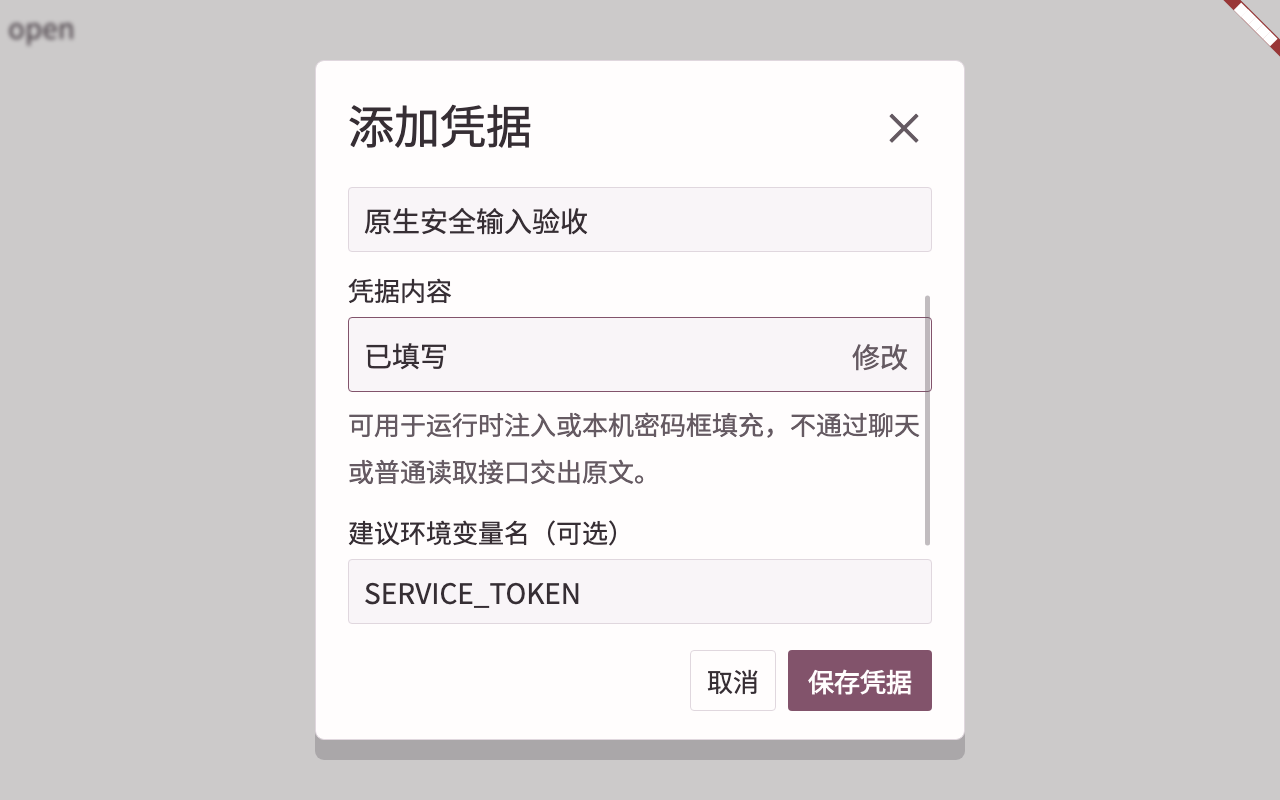 open
添加凭据
原生安全输入验收
凭据内容
已填写 修改
可用于运行时注入或本机密码框填充，不通过聊天
或普通读取接口交出原文。
建议环境变量名（可选）
SERVICE_TOKEN
取消 保存凭据